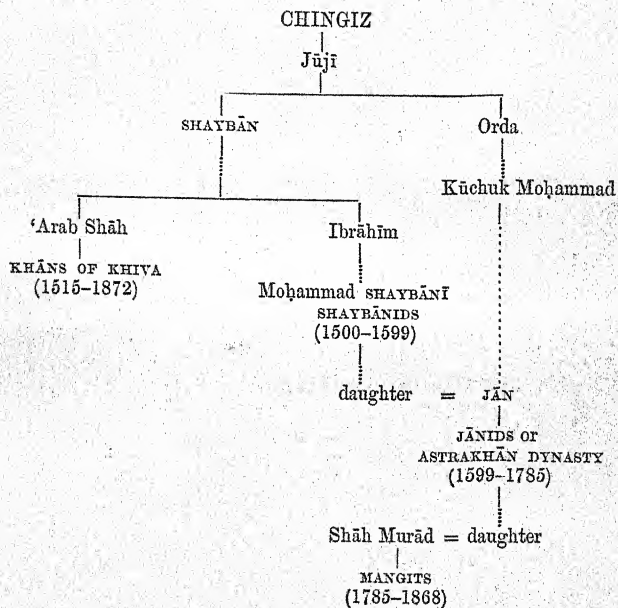 CHINGIZ
Jūjī
SHAYBĀN Orda
Kūchuk Moḥammad
‘Arab Shāh Ibrāhīm
KHĀNS OF KHIVA
(1515–1872)
Moḥammad SHAYBĀNĪ
SHAYBĀNIDS
(1500–1599)
daughter = JĀN
JĀNIDS or
ASTRAKHĀN DYNASTY
(1599–1785)
Shāh Murād = daughter
MANGITS
(1785–1868)